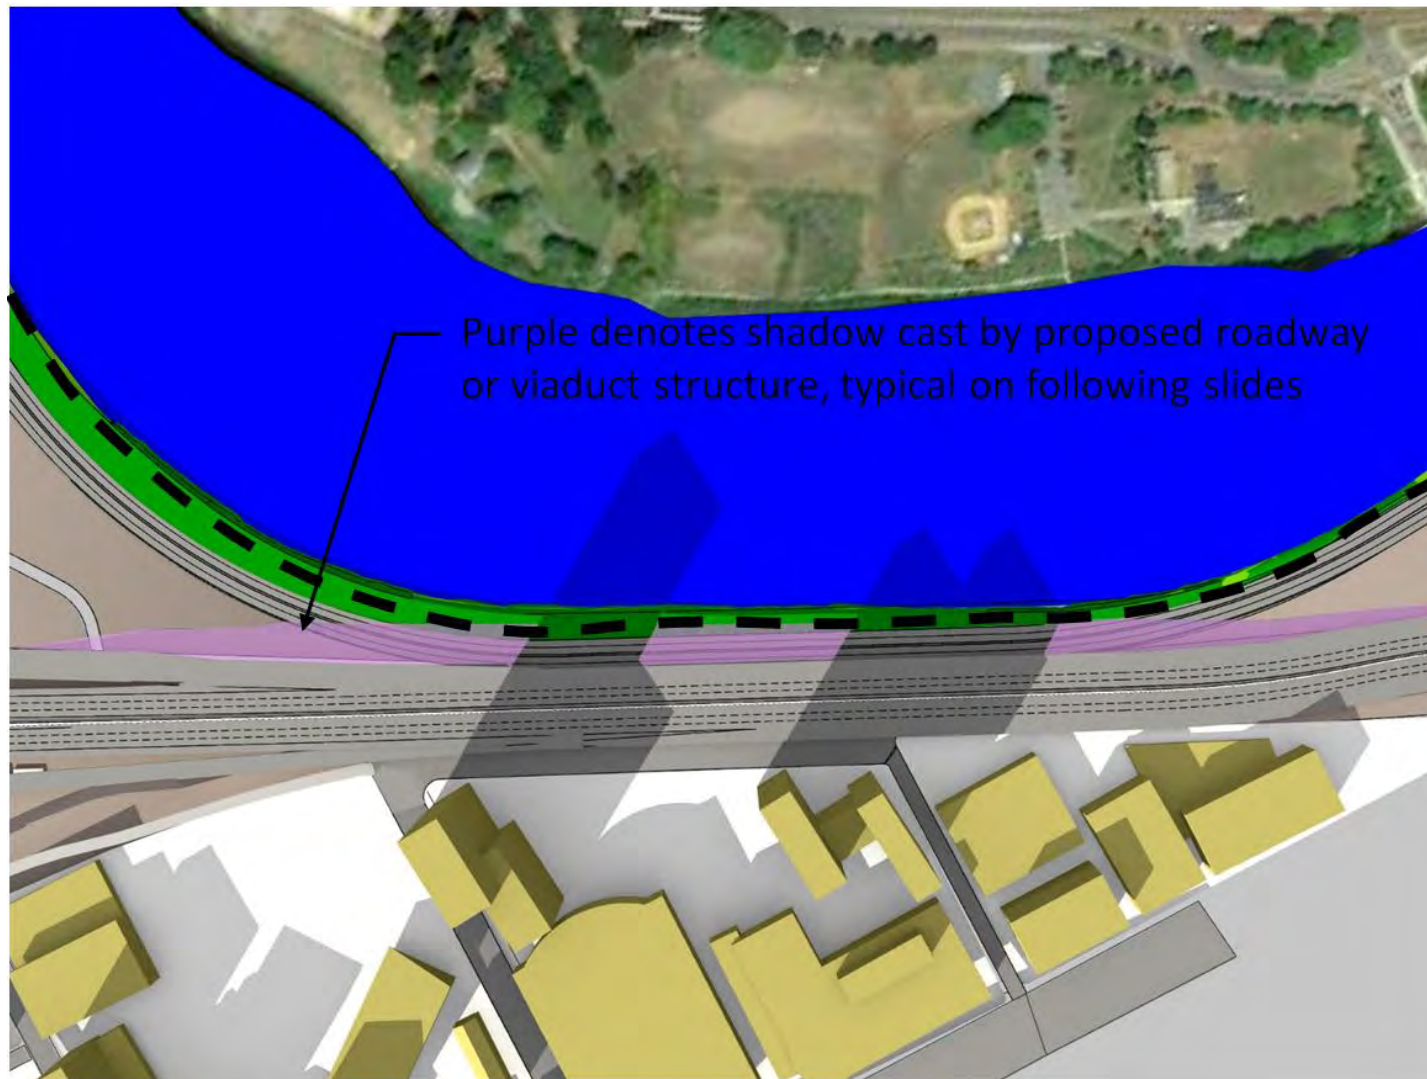 Purple denotes shadow cast by proposed roadway
or viaduct structure, typical on following slides